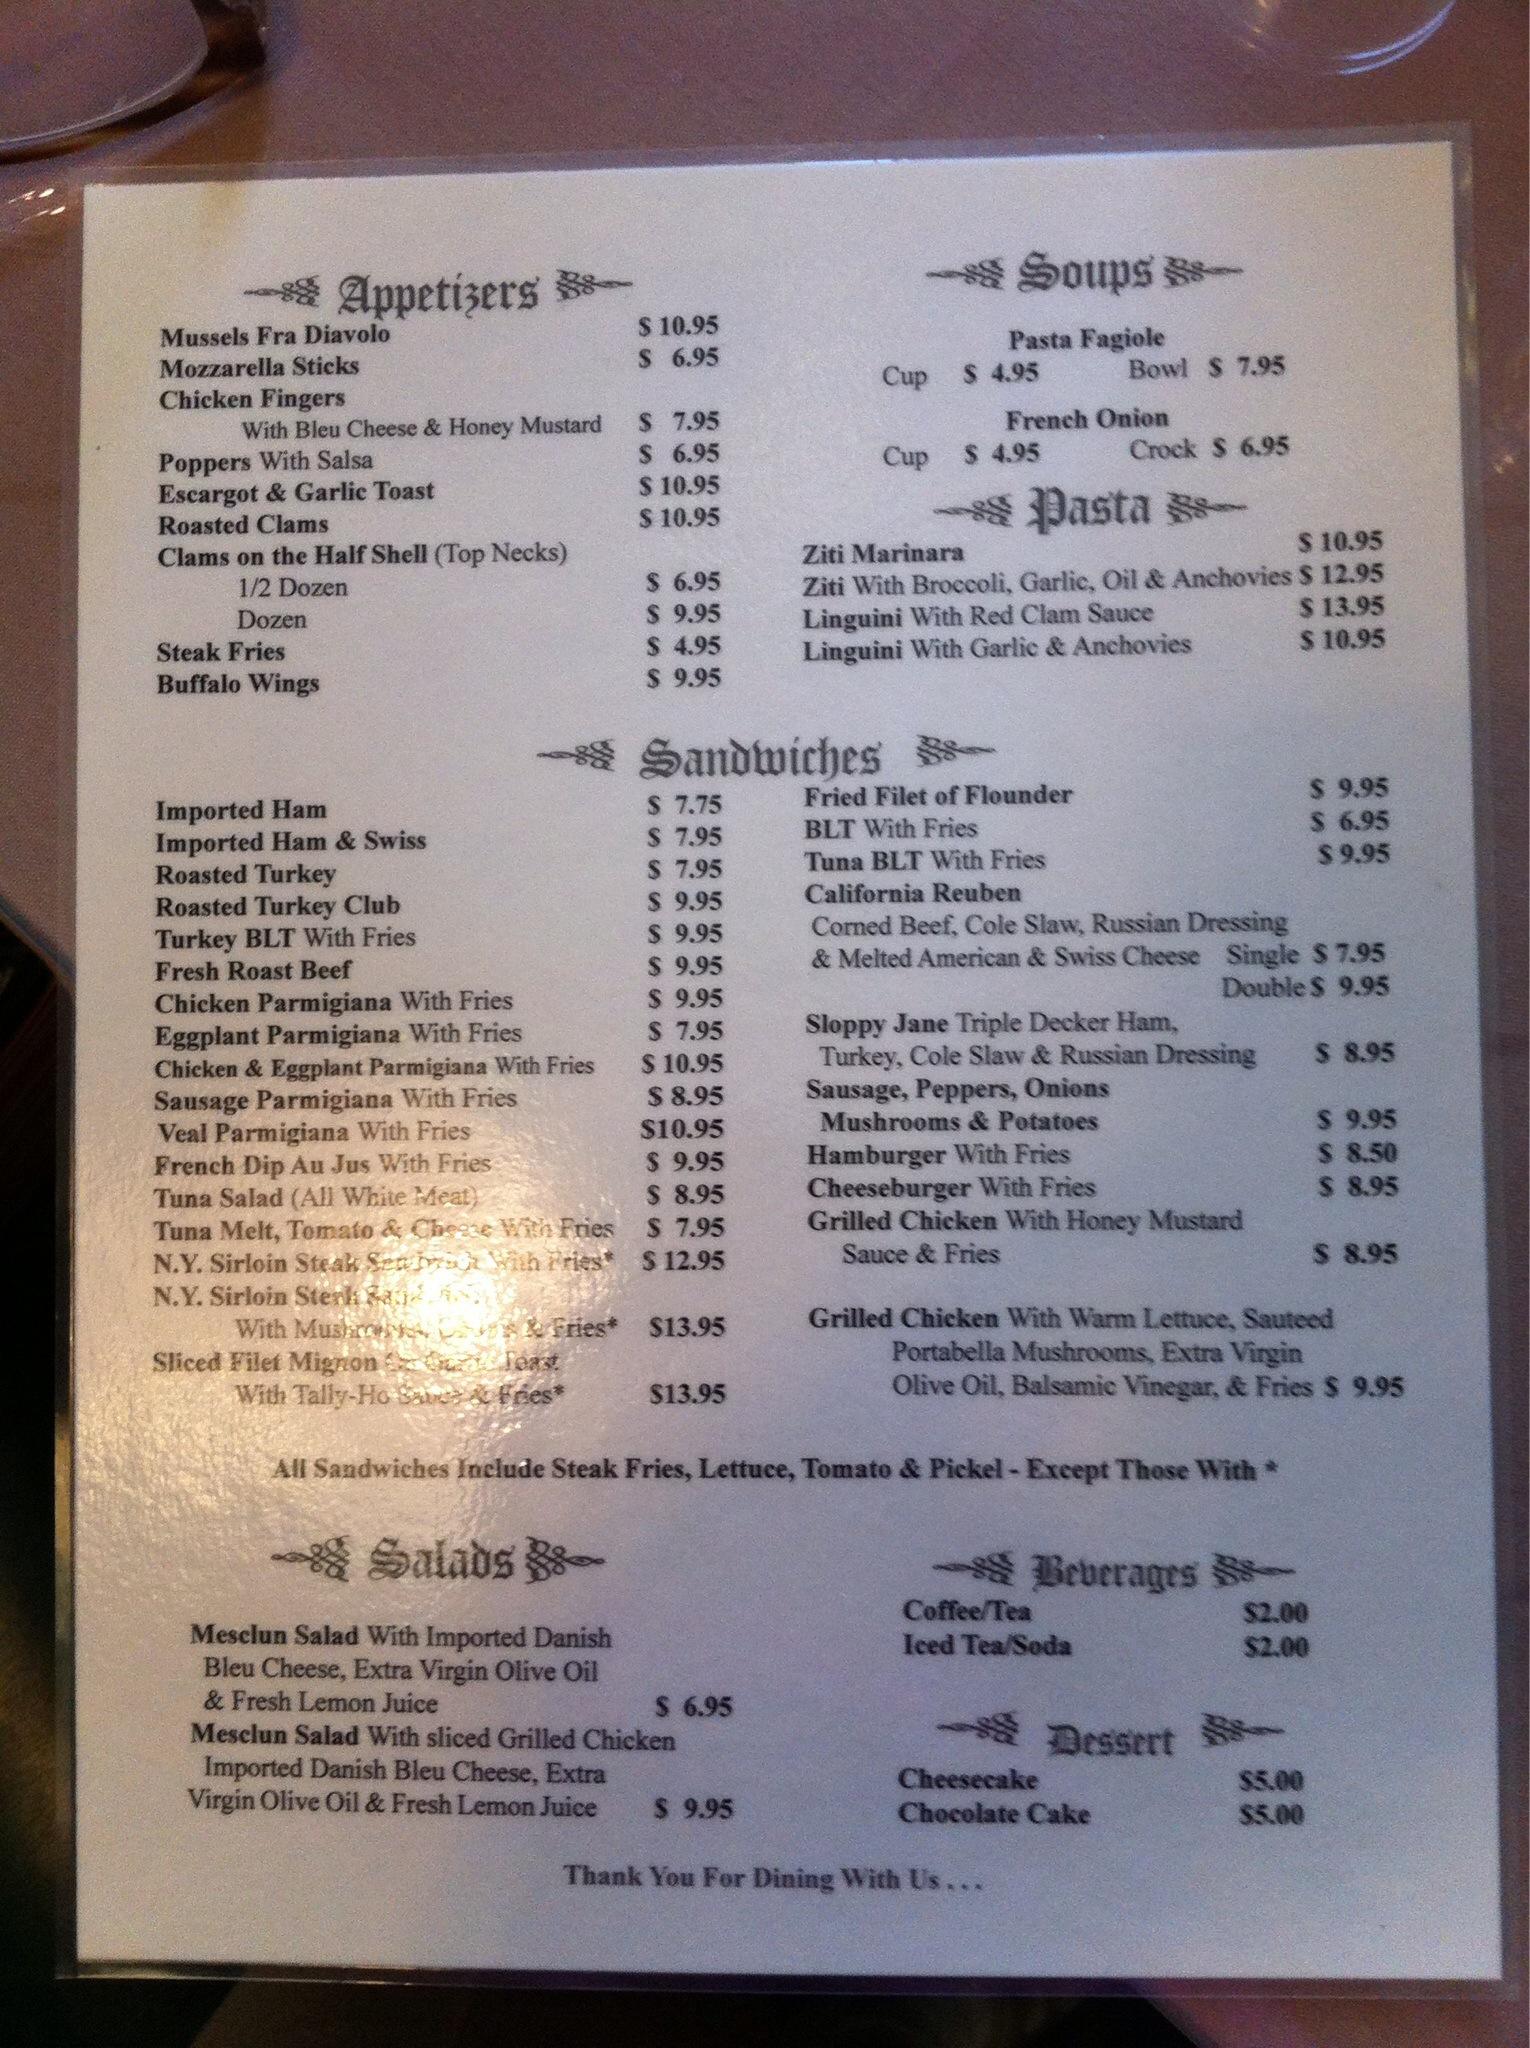 Appetizers
Mussels Fra Diavolo $ 10.95
Mozzarella Sticks $ 6.95
Chicken Fingers
With Bleu Cheese & Honey Mustard $ 7.95
Poppers With Salsa $ 6.95
Escargot & Garlic Toast $ 10.95
Roasted Clams $ 10.95
Clams on the Half Shell (Top Necks)
1/2 Dozen $ 6.95
Dozen $ 9.95
Steak Fries $ 4.95
Buffalo Wings $ 9.95
Soups
Pasta Fagiole
Cup $ 4.95 Bowl $ 7.95
French Onion
Cup $ 4.95 Crock $ 6.95
Pasta
Ziti Marinara $ 10.95
Ziti With Broccoli, Garlic, Oil & Anchovies $ 12.95
Linguini With Red Clam Sauce $ 13.95
Linguini With Garlic & Anchovies $ 10.95
Sandwiches
Imported Ham $ 7.75
Imported Ham & Swiss $ 7.95
Roasted Turkey $ 7.95
Roasted Turkey Club $ 9.95
Turkey BLT With Fries $ 9.95
Fresh Roast Beef $ 9.95
Chicken Parmigiana With Fries $ 9.95
Eggplant Parmigiana With Fries $ 7.95
Chicken & Eggplant Parmigiana With Fries $ 10.95
Sausage Parmigiana With Fries $ 8.95
Veal Parmigiana With Fries $10.95
French Dip Au Jus With Fries $ 9.95
Tuna Salad (All White Meat) $ 8.95
Tuna Melt, Tomato & Cheese With Fries $ 7.95
N.Y. Sirloin Steak Sandwich With Fries* $ 12.95
N.Y. Sirloin Steak
With & Fries* $13.95
Sliced Filet Mignon Toast
With Tally-Ho Sauce & Fries* $13.95
Fried Filet of Flounder $ 9.95
BLT With Fries $ 6.95
Tuna BLT With Fries $ 9.95
California Reuben
Corned Beef, Cole Slaw, Russian Dressing
& Melted American & Swiss Cheese Single $ 7.95
Double $ 9.95
Sloppy Jane Triple Decker Ham,
Turkey, Cole Slaw & Russian Dressing $ 8.95
Sausage, Peppers, Onions
Mushrooms & Potatoes $ 9.95
Hamburger With Fries $ 8.50
Cheeseburger With Fries $ 8.95
Grilled Chicken With Honey Mustard
Sauce & Fries $ 8.95
Grilled Chicken With Warm Lettuce, Sauteed
Portabella Mushrooms, Extra Virgin
Olive Oil, Balsamic Vinegar, & Fries $ 9.95
All Sandwiches Include Steak Fries, Lettuce, Tomato & Pickel - Except Those With *
Salads
Mesclun Salad With Imported Danish
Bleu Cheese, Extra Virgin Olive Oil
& Fresh Lemon Juice $ 6.95
Mesclun Salad With sliced Grilled Chicken
Imported Danish Bleu Cheese, Extra
Virgin Olive Oil & Fresh Lemon Juice $ 9.95
Beverages
Coffee/Tea $2.00
Iced Tea/Soda $2.00
Dessert
Cheesecake $5.00
Chocolate Cake $5.00
Thank You For Dining With Us . . .